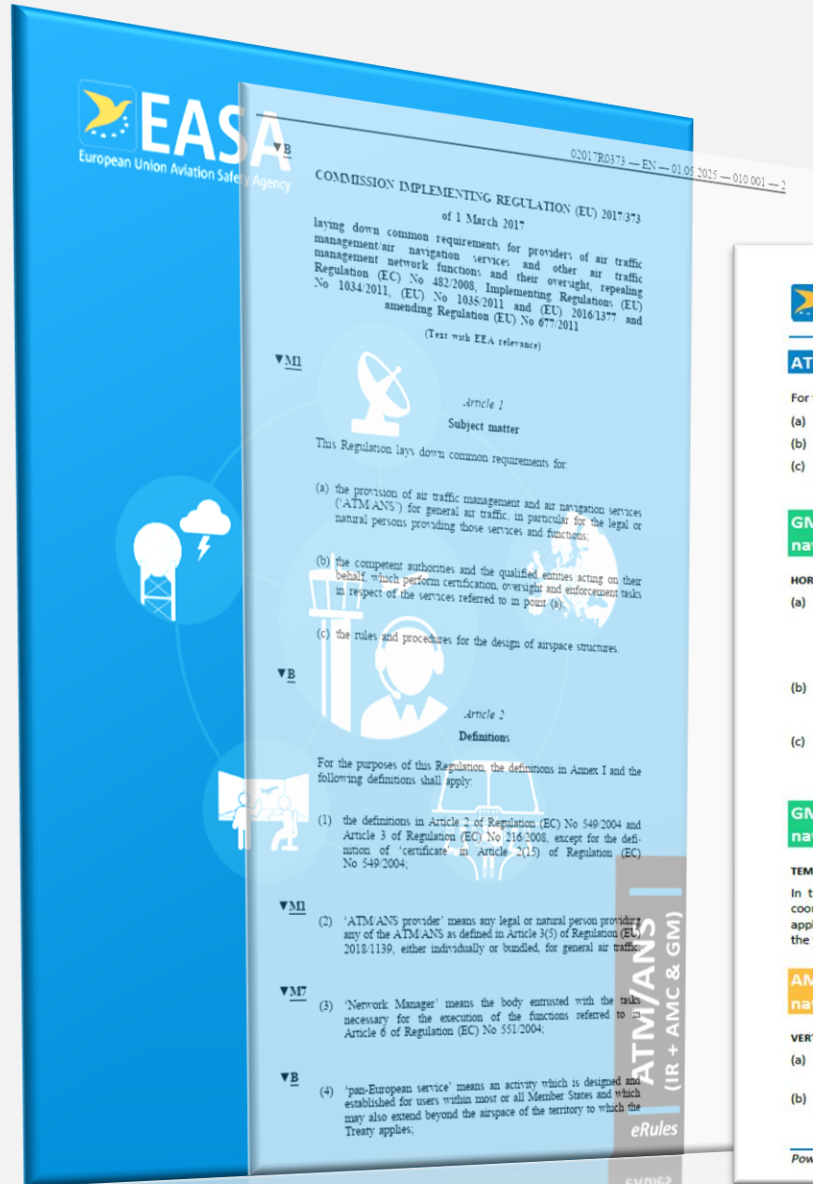 EASA
European Union Aviation Safety Agency
▼B
02017R0373 — EN — 01.05.2025 — 010.001 — 2
COMMISSION IMPLEMENTING REGULATION (EU) 2017/373
of 1 March 2017
laying down common requirements for providers of air traffic
management/air navigation services and other air traffic
management network functions and their oversight, repealing
Regulation (EC) No 482/2008, Implementing Regulations (EU)
No 1034/2011, (EU) No 1035/2011 and (EU) 2016/1377 and
amending Regulation (EU) No 677/2011
(Text with EEA relevance)
▼M1
Article 1
Subject matter
This Regulation lays down common requirements for:
(a) the provision of air traffic management and air navigation services
('ATM/ANS') for general air traffic, in particular for the legal or
natural persons providing those services and functions;
(b) the competent authorities and the qualified entities acting on their
behalf, which perform certification, oversight and enforcement tasks
in respect of the services referred to in point (a);
(c) the rules and procedures for the design of airspace structures.
▼B
Article 2
Definitions
For the purposes of this Regulation, the definitions in Annex I and the
following definitions shall apply:
(1) the definitions in Article 2 of Regulation (EC) No 549/2004 and
Article 3 of Regulation (EC) No 216/2008, except for the defi-
nition of 'certificate' in Article 2(15) of Regulation (EC)
No 549/2004;
▼M1
(2) 'ATM/ANS provider' means any legal or natural person providing
any of the ATM/ANS as defined in Article 3(5) of Regulation (EU)
2018/1139, either individually or bundled, for general air traffic;
▼M7
(3) 'Network Manager' means the body entrusted with the tasks
necessary for the execution of the functions referred to in
Article 6 of Regulation (EC) No 551/2004;
▼B
(4) 'pan-European service' means an activity which is designed and
established for users within most or all Member States and which
may also extend beyond the airspace of the territory to which the
Treaty applies;
ATM/ANS
(IR + AMC & GM)
eRules
AT
For
(a)
(b)
(c)
GM
nav
HOR
(a)
(b)
(c)
GM
nav
TEM
In t
coor
appl
the
AM
nav
VERT
(a)
(b)
Pow